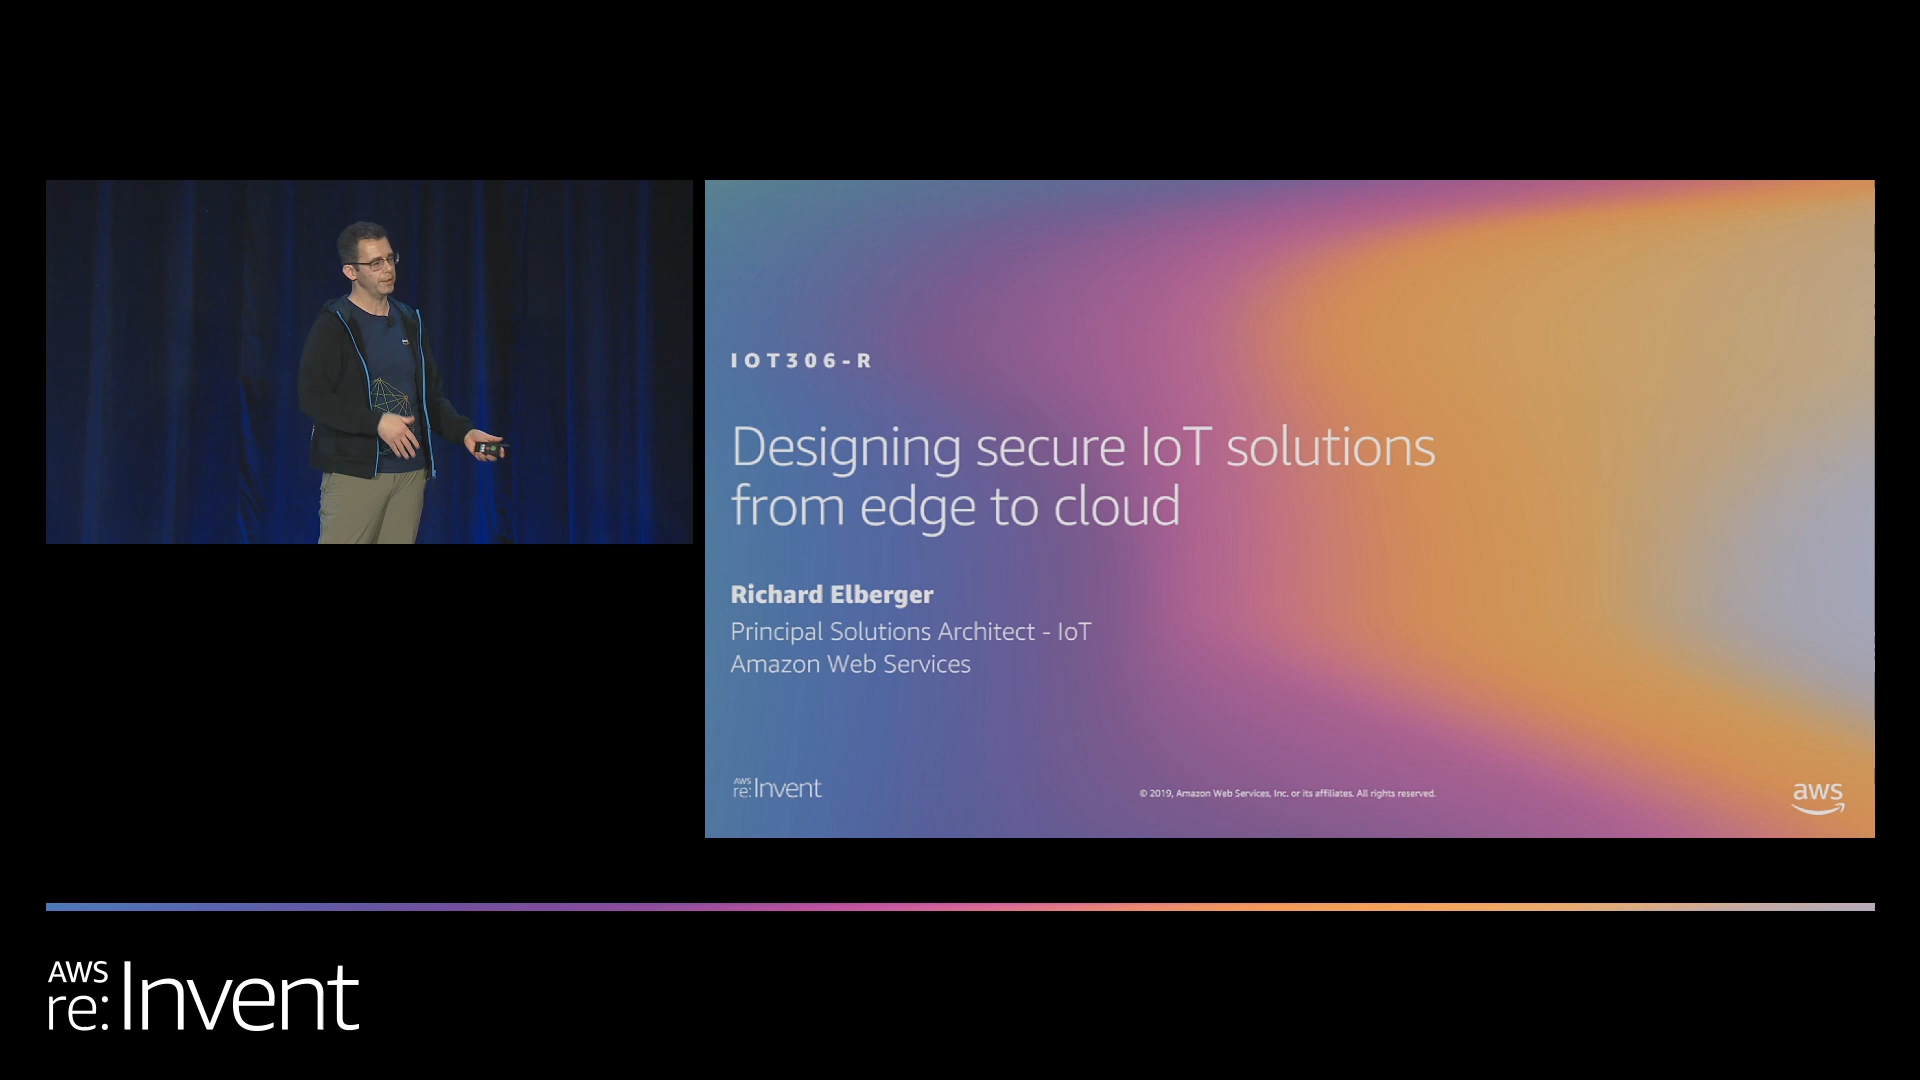 IOT306-R
Designing secure IoT solutions
from edge to cloud
Richard Elberger
Principal Solutions Architect - IoT
Amazon Web Services
AWS
re:Invent
© 2019, Amazon Web Services, Inc. or its affiliates. All rights reserved.
aws
AWS
re:Invent